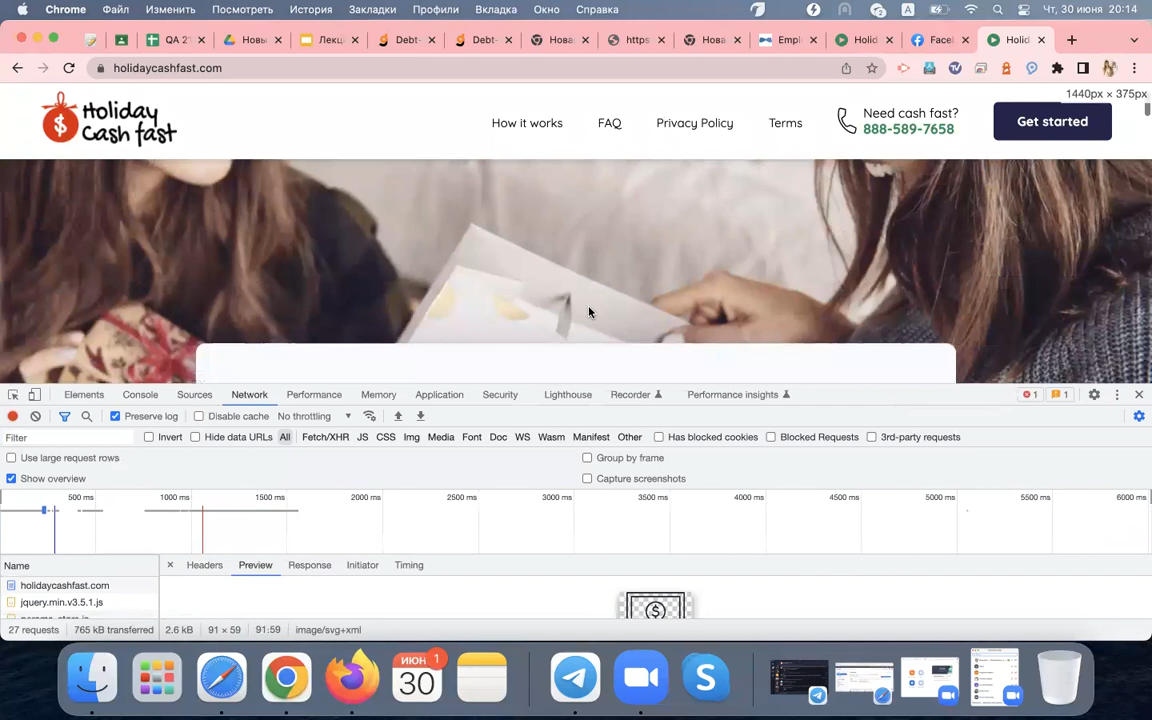 Chrome Файл Изменить Посмотреть История Закладки Профили Вкладка Окно Справка A Чт, 30 июня 20:14
QA 2 Новы Лекц Debt- Debt- Нова https Нова Empl Holid Facel Holid
holidaycashfast.com
1440px × 375px
Holiday Cash fast
How it works FAQ Privacy Policy Terms Need cash fast? 888-589-7658 Get started
Elements Console Sources Network Performance Memory Application Security Lighthouse Recorder Performance insights 1 1
Preserve log Disable cache No throttling
Filter Invert Hide data URLs All Fetch/XHR JS CSS Img Media Font Doc WS Wasm Manifest Other Has blocked cookies Blocked Requests 3rd-party requests
Use large request rows Group by frame
Show overview Capture screenshots
500 ms 1000 ms 1500 ms 2000 ms 2500 ms 3000 ms 3500 ms 4000 ms 4500 ms 5000 ms 5500 ms 6000 ms
Name Headers Preview Response Initiator Timing
holidaycashfast.com
jquery.min.v3.5.1.js
27 requests 765 kB transferred 2.6 kB 91 × 59 91:59 image/svg+xml
ИЮН 1
30